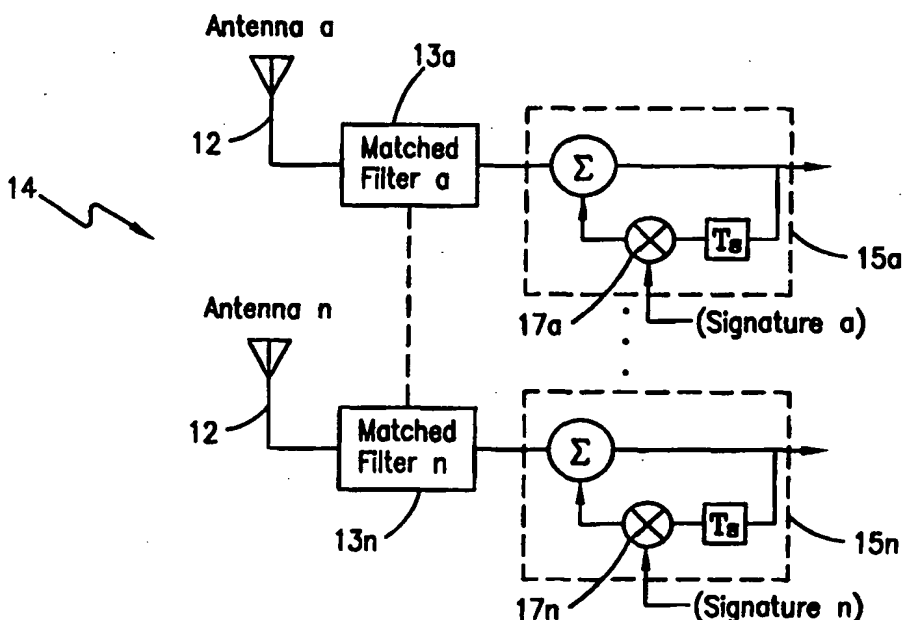 Antenna a
13a
12
Matched
Filter a
Σ
14
Ts
15a
17a
(Signature a)
Antenna n
12
Matched
Filter n
Σ
13n
Ts
15n
17n
(Signature n)